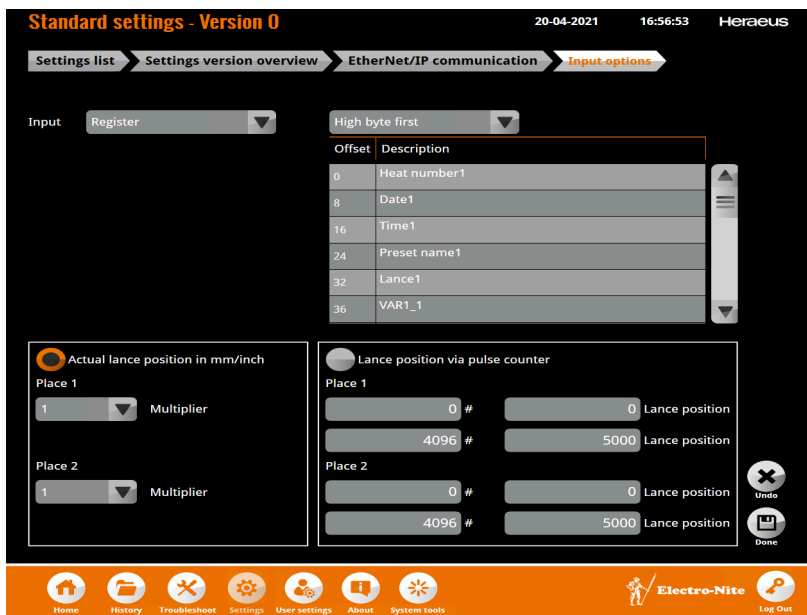 Standard settings - Version 0
20-04-2021 16:56:53 Heraeus
Settings list Settings version overview EtherNet/IP communication Input options
Input Register High byte first
Offset Description
0 Heat number1
8 Date1
16 Time1
24 Preset name1
32 Lance1
36 VAR1_1
Actual lance position in mm/inch
Place 1
1 Multiplier
Place 2
1 Multiplier
Lance position via pulse counter
Place 1
0 # 0 Lance position
4096 # 5000 Lance position
Place 2
0 # 0 Lance position
4096 # 5000 Lance position
Undo
Done
Home History Troubleshoot Settings User settings About System tools
Electro-Nite
Log Out